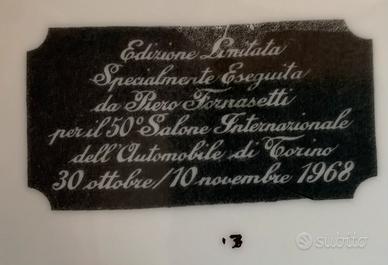 Edizione Limitata
Specialmente Eseguita
da Piero Fornasetti
per il 50° Salone Internazionale
dell'Automobile di Torino
30 ottobre/10 novembre 1968
subito